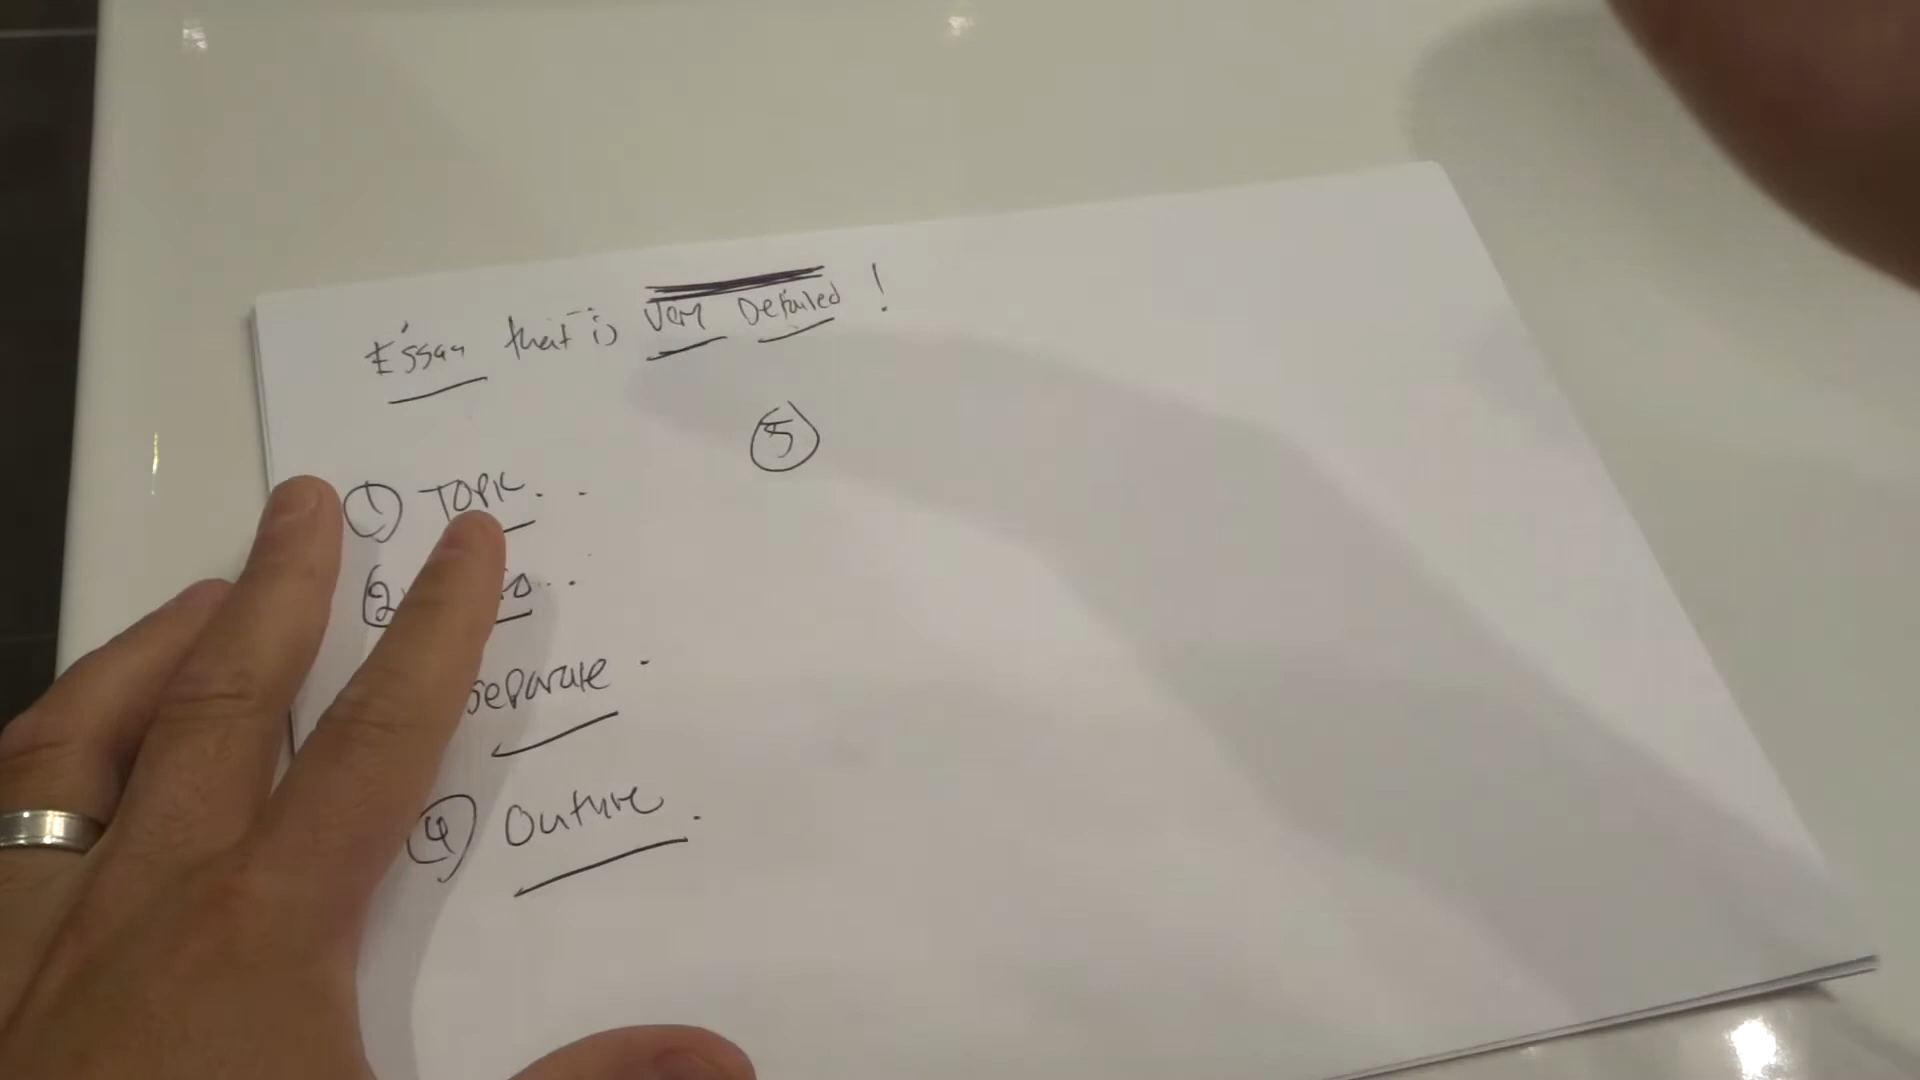 Essay that is Very Detailed !
① TOPIC. .
②
Separate .
④ Outline .
⑤